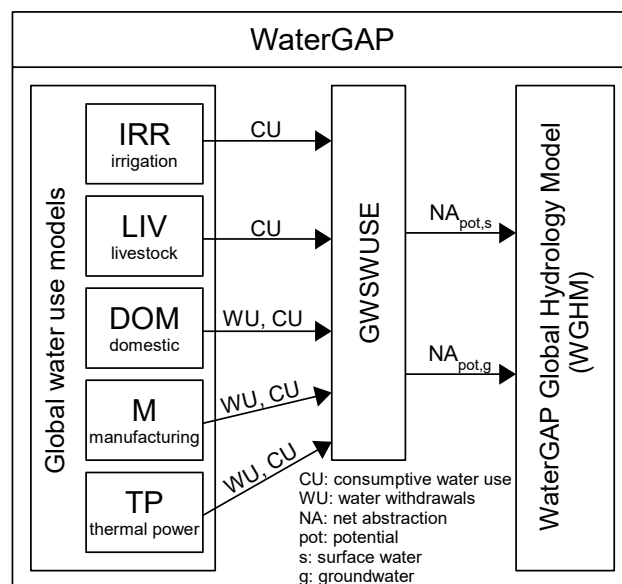 WaterGAP
Global water use models
IRR
irrigation
CU
LIV
livestock
CU
DOM
domestic
WU, CU
M
manufacturing
WU, CU
TP
thermal power
WU, CU
GWSWUSE
NApot,s
NApot,g
WaterGAP Global Hydrology Model
(WGHM)
CU: consumptive water use
WU: water withdrawals
NA: net abstraction
pot: potential
s: surface water
g: groundwater